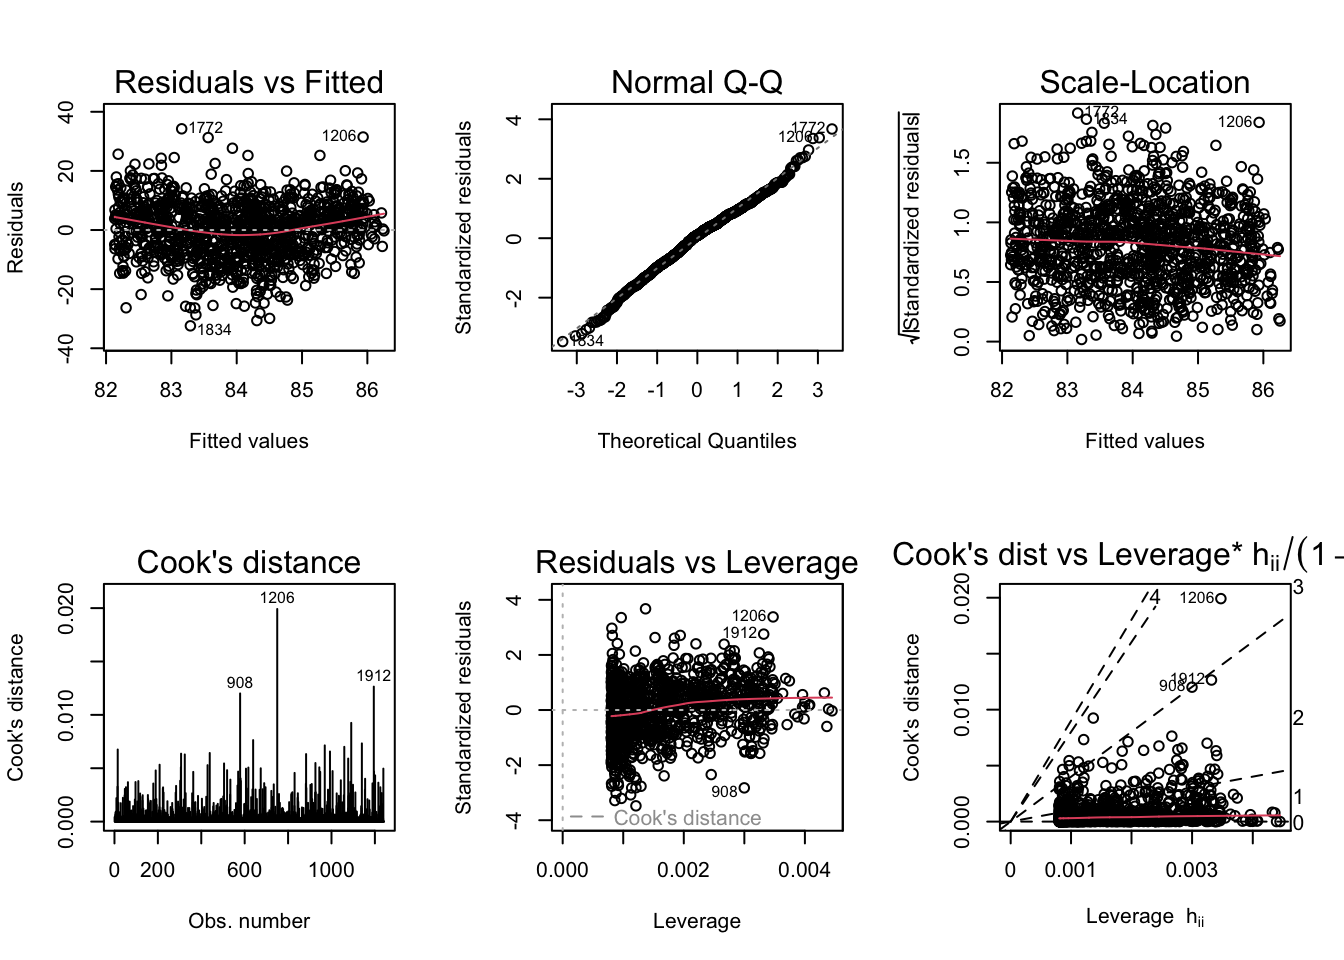 Residuals vs Fitted
Residuals
40
20
0
-20
-40
1772
1206
1834
82 83 84 85 86
Fitted values
Normal Q-Q
Standardized residuals
4
2
0
-2
1772
1206
1834
-3 -2 -1 0 1 2 3
Theoretical Quantiles
Scale-Location
√|Standardized residuals|
1.5
1.0
0.5
0.0
1772
1834
1206
82 83 84 85 86
Fitted values
Cook's distance
Cook's distance
0.020
0.010
0.000
1206
908
1912
0 200 600 1000
Obs. number
Residuals vs Leverage
Standardized residuals
4
2
0
-2
-4
1206
1912
908
Cook's distance
0.000 0.002 0.004
Leverage
Cook's dist vs Leverage* hii/(1−
Cook's distance
0.020
0.010
0.000
4
1206
3
1912
908
2
1
0
0 0.001 0.003
Leverage hii